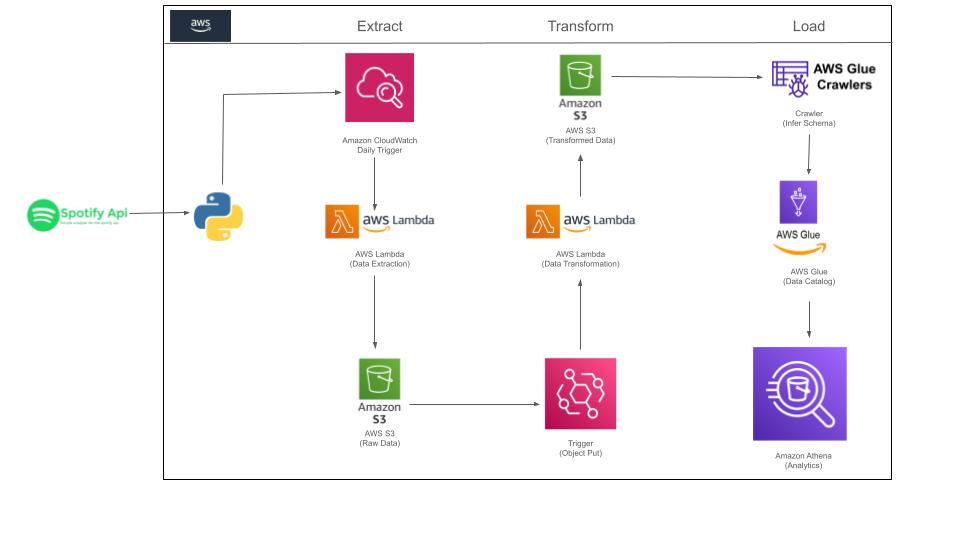 aws
Extract
Transform
Load
Spotify Api
Amazon CloudWatch
Daily Trigger
aws Lambda
AWS Lambda
(Data Extraction)
Amazon
S3
AWS S3
(Raw Data)
Trigger
(Object Put)
aws Lambda
AWS Lambda
(Data Transformation)
Amazon
S3
AWS S3
(Transformed Data)
AWS Glue
Crawlers
Crawler
(Infer Schema)
AWS Glue
AWS Glue
(Data Catalog)
Amazon Athena
(Analytics)